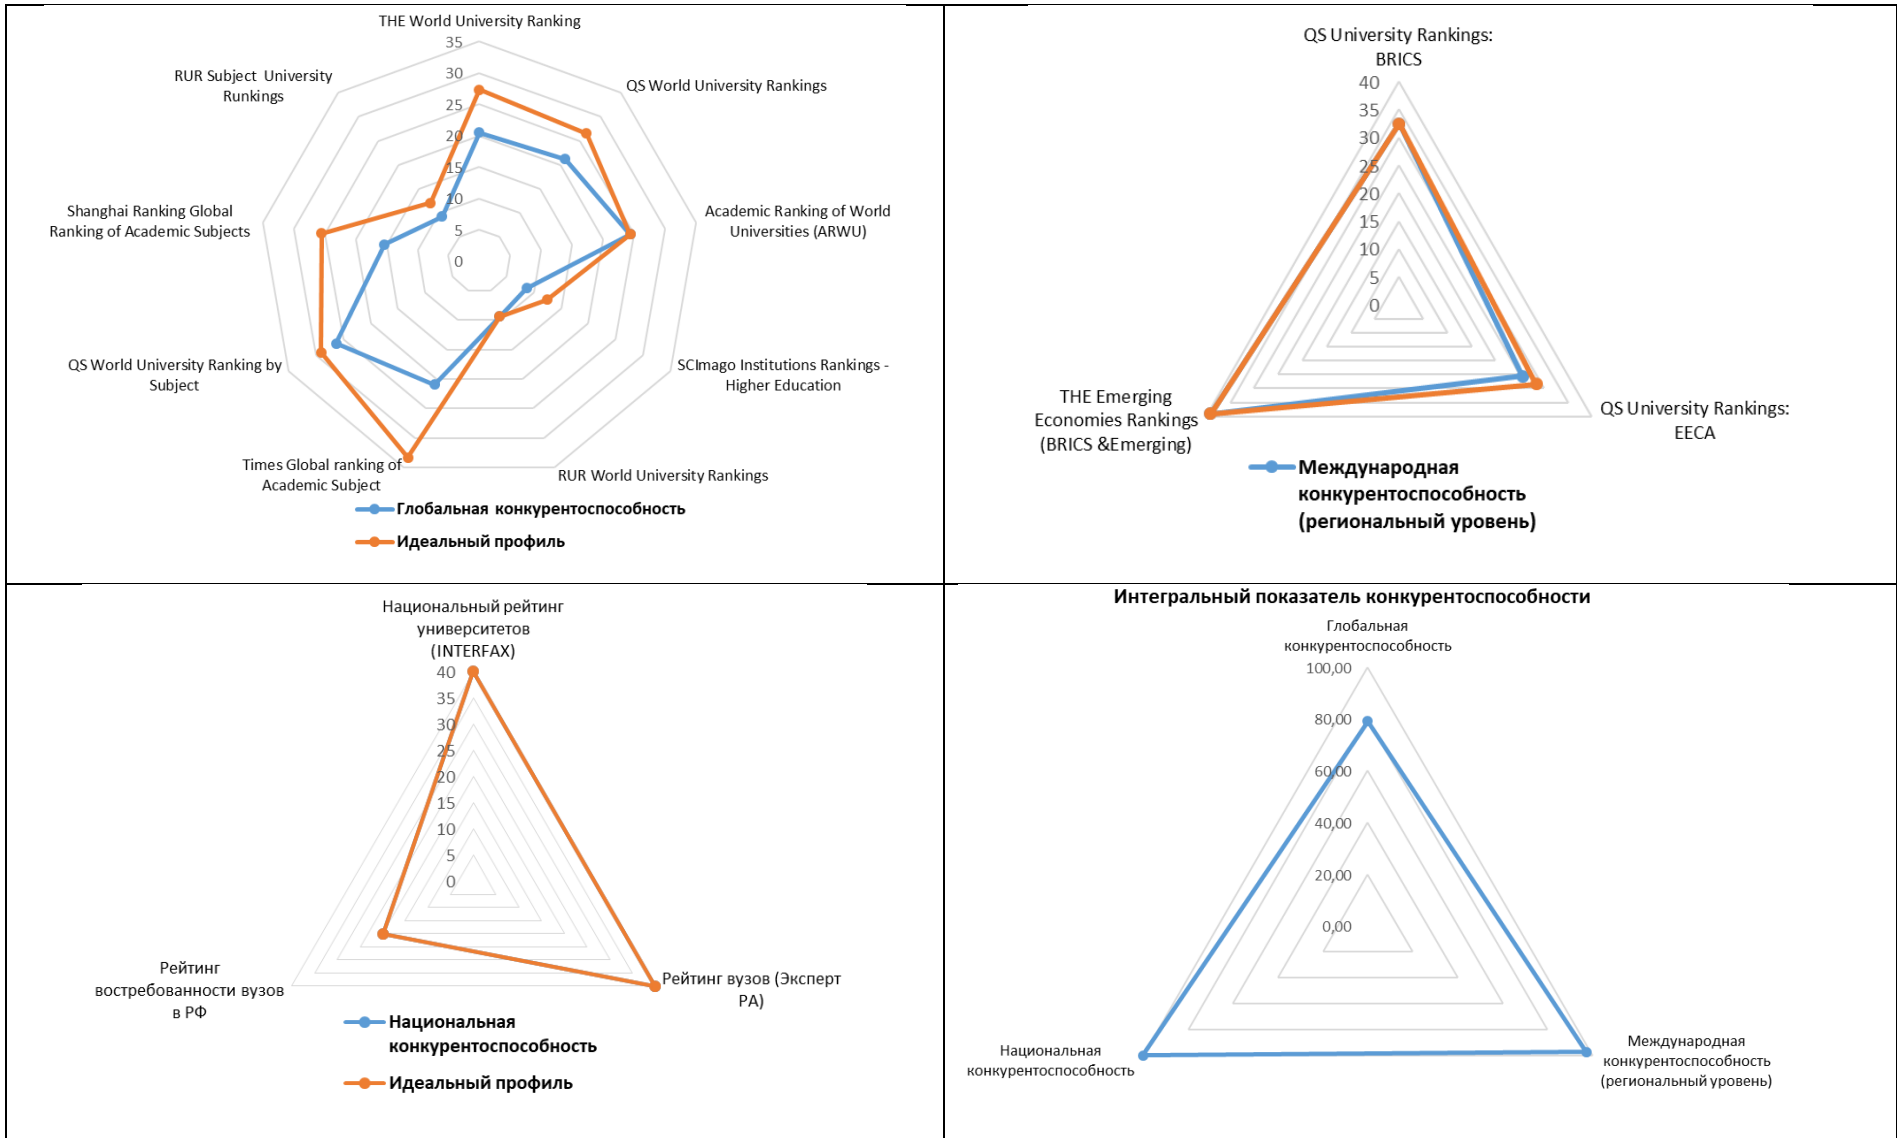 THE World University Ranking
35
30
25
20
15
10
5
0
QS World University Rankings
Academic Ranking of World
Universities (ARWU)
SCImago Institutions Rankings -
Higher Education
RUR World University Rankings
Times Global ranking of
Academic Subject
QS World University Ranking by
Subject
Shanghai Ranking Global
Ranking of Academic Subjects
RUR Subject University
Runkings
Глобальная конкурентоспособность
Идеальный профиль
QS University Rankings:
BRICS
40
35
30
25
20
15
10
5
0
QS University Rankings:
EECA
THE Emerging
Economies Rankings
(BRICS &Emerging)
Международная
конкурентоспособность
(региональный уровень)
Национальный рейтинг
университетов
(INTERFAX)
40
35
30
25
20
15
10
5
0
Рейтинг вузов (Эксперт
РА)
Рейтинг
востребованности вузов
в РФ
Национальная
конкурентоспособность
Идеальный профиль
Интегральный показатель конкурентоспособности
Глобальная
конкурентоспособность
100,00
80,00
60,00
40,00
20,00
0,00
Международная
конкурентоспособность
(региональный уровень)
Национальная
конкурентоспособность